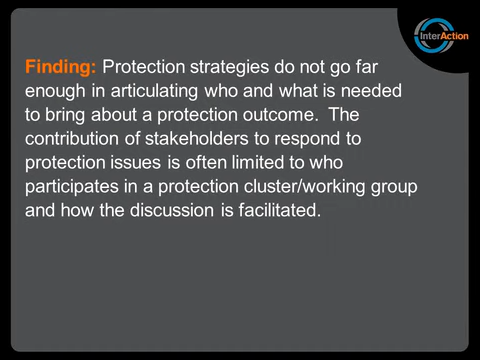 InterAction
Finding: Protection strategies do not go far
enough in articulating who and what is needed
to bring about a protection outcome. The
contribution of stakeholders to respond to
protection issues is often limited to who
participates in a protection cluster/working group
and how the discussion is facilitated.